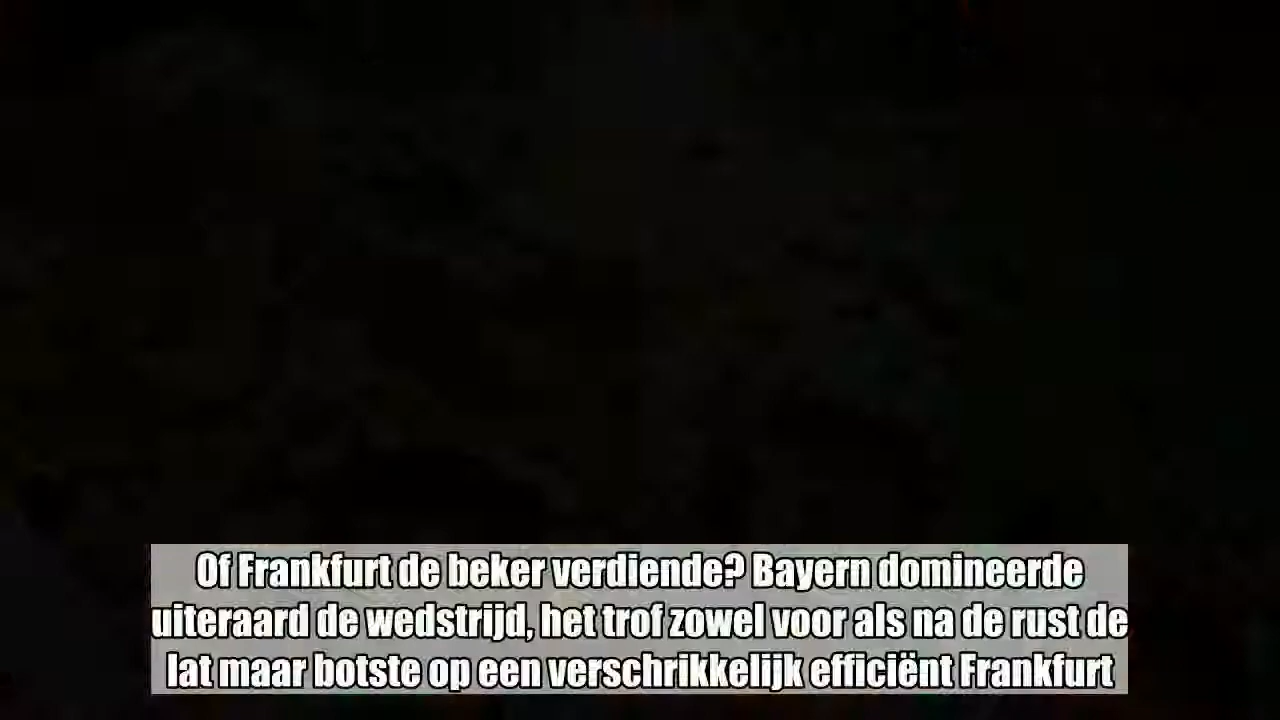 Of Frankfurt de beker verdiende? Bayern domineerde
uiteraard de wedstrijd, het trof zowel voor als na de rust de
lat maar botste op een verschrikkelijk efficiënt Frankfurt